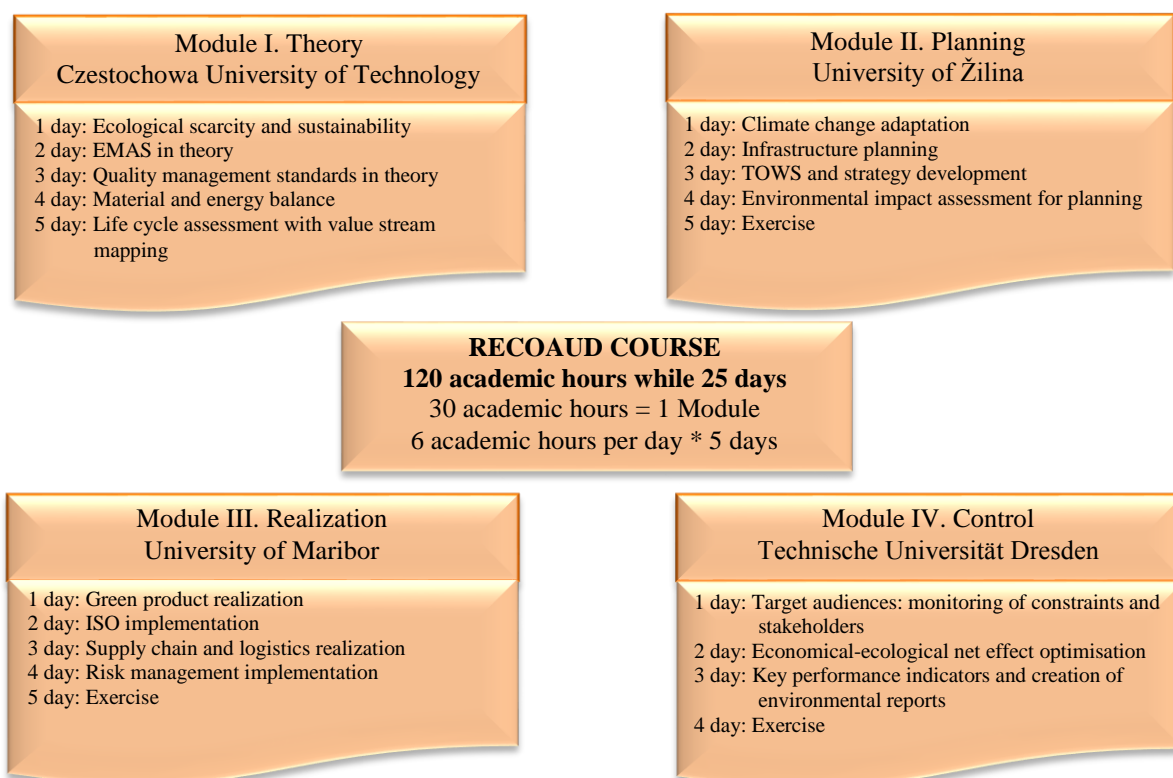 Module I. Theory
Czestochowa University of Technology
1 day: Ecological scarcity and sustainability
2 day: EMAS in theory
3 day: Quality management standards in theory
4 day: Material and energy balance
5 day: Life cycle assessment with value stream
mapping
Module II. Planning
University of Žilina
1 day: Climate change adaptation
2 day: Infrastructure planning
3 day: TOWS and strategy development
4 day: Environmental impact assessment for planning
5 day: Exercise
RECOAUD COURSE
120 academic hours while 25 days
30 academic hours = 1 Module
6 academic hours per day * 5 days
Module III. Realization
University of Maribor
1 day: Green product realization
2 day: ISO implementation
3 day: Supply chain and logistics realization
4 day: Risk management implementation
5 day: Exercise
Module IV. Control
Technische Universität Dresden
1 day: Target audiences: monitoring of constraints and
stakeholders
2 day: Economical-ecological net effect optimisation
3 day: Key performance indicators and creation of
environmental reports
4 day: Exercise